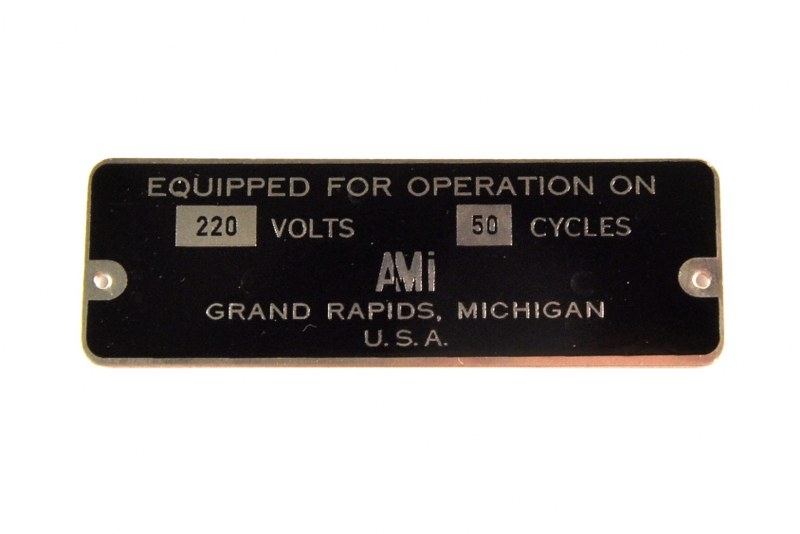 EQUIPPED FOR OPERATION ON
220 VOLTS 50 CYCLES
AMi
GRAND RAPIDS, MICHIGAN
U.S.A.